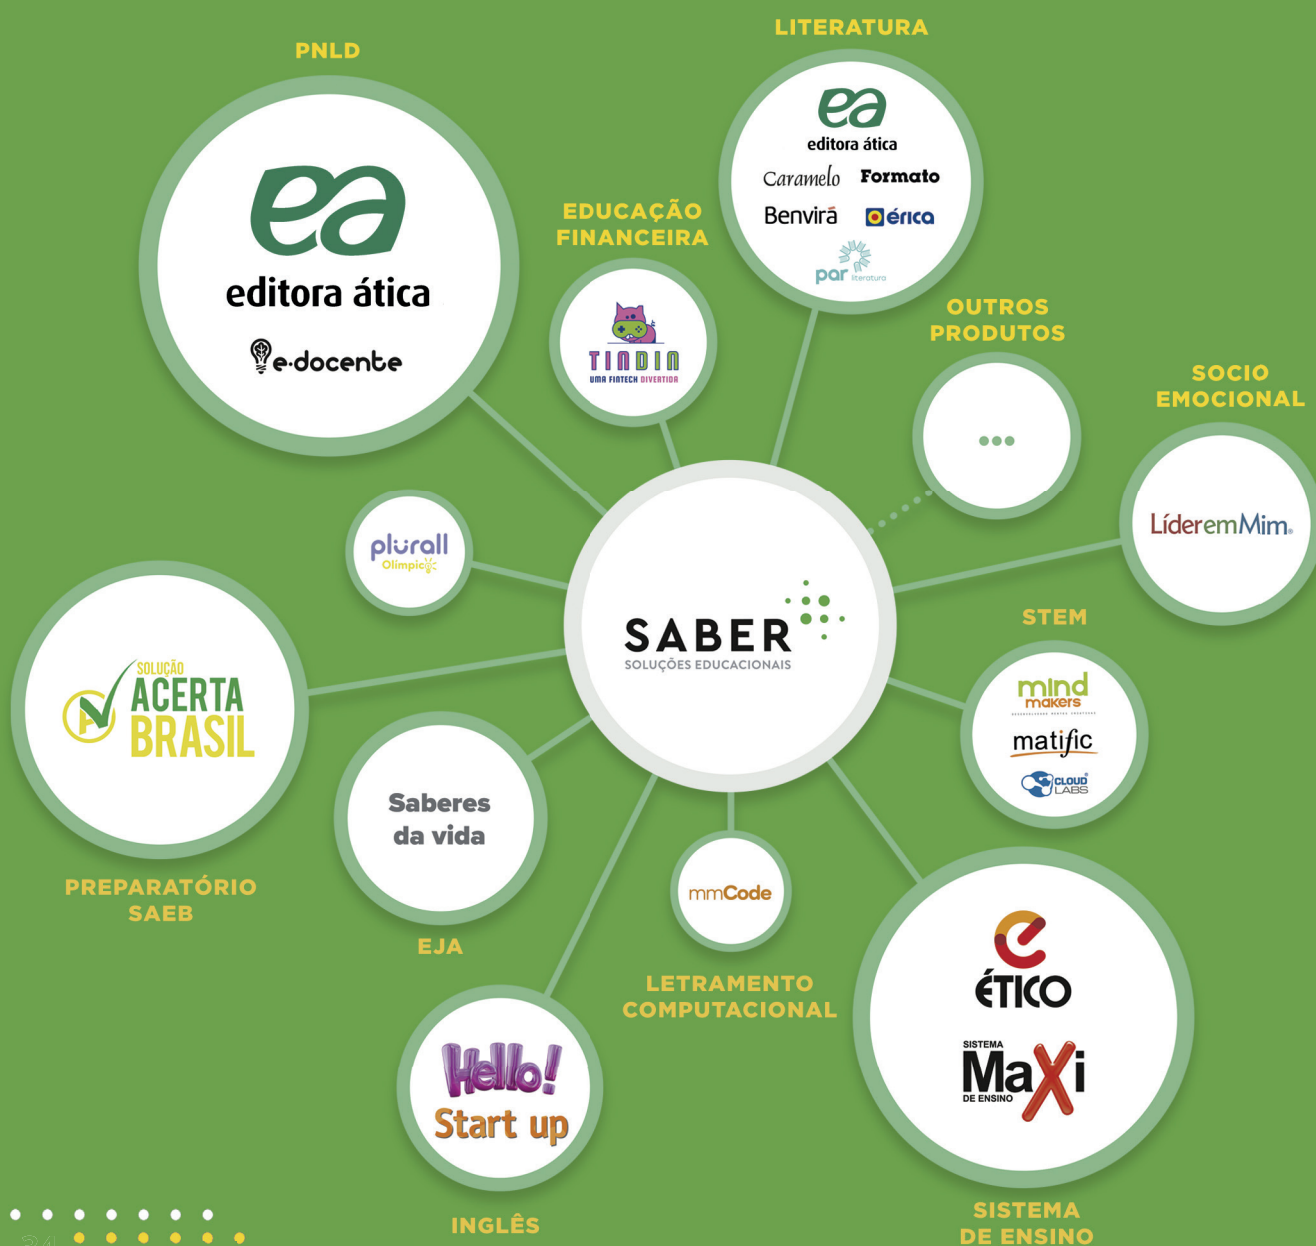 PNLD
ea
editora ática
e-docente
LITERATURA
ea
editora ática
Caramelo
Formato
Benvirá
érica
par literatura
EDUCAÇÃO
FINANCEIRA
TINDIN
UMA FINTECH DIVERTIDA
OUTROS
PRODUTOS
...
SOCIO
EMOCIONAL
LíderemMim®
plurall
Olímpico
SABER
SOLUÇÕES EDUCACIONAIS
STEM
mind
makers
matific
CLOUD®
LABS
SOLUÇÃO
ACERTA
BRASIL
PREPARATÓRIO
SAEB
Saberes
da vida
EJA
mmCode
LETRAMENTO
COMPUTACIONAL
ÉTICO
SISTEMA
MaXi
DE ENSINO
SISTEMA
DE ENSINO
Hello!
Start up
INGLÊS